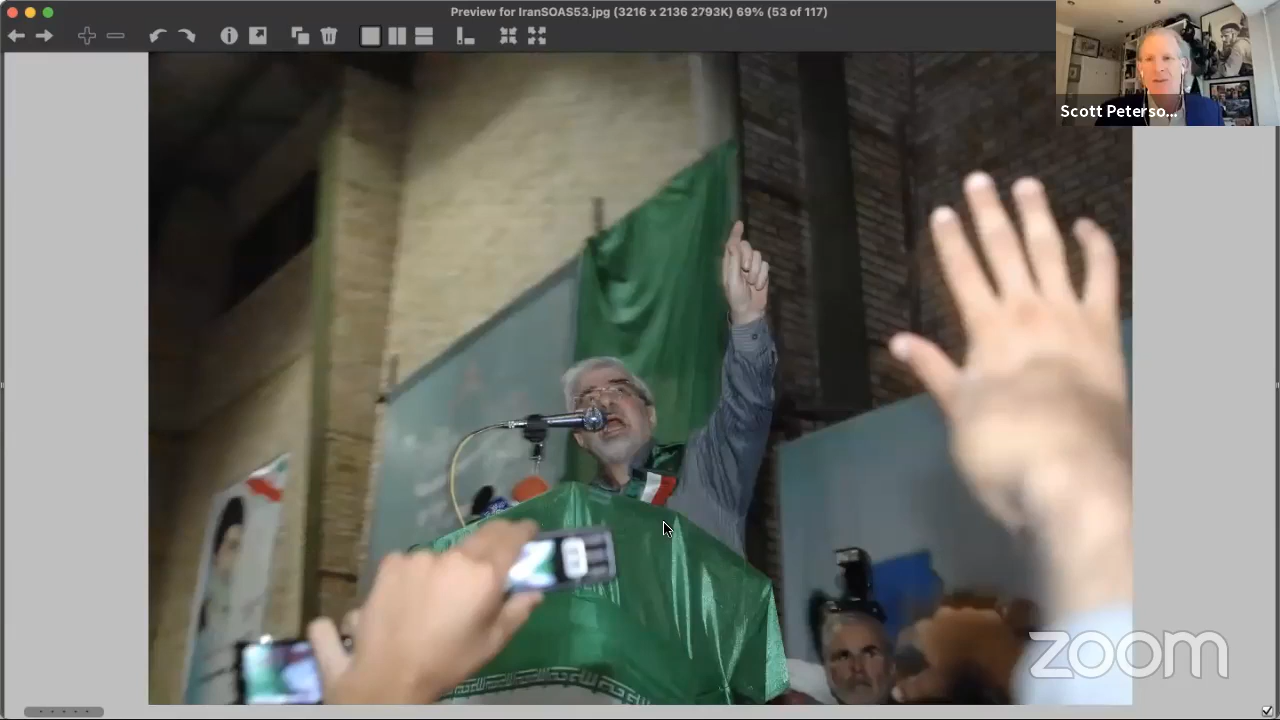 Preview for IranSOAS53.jpg (3216 x 2136 2793K) 69% (53 of 117)
Scott Peterso...
zoom